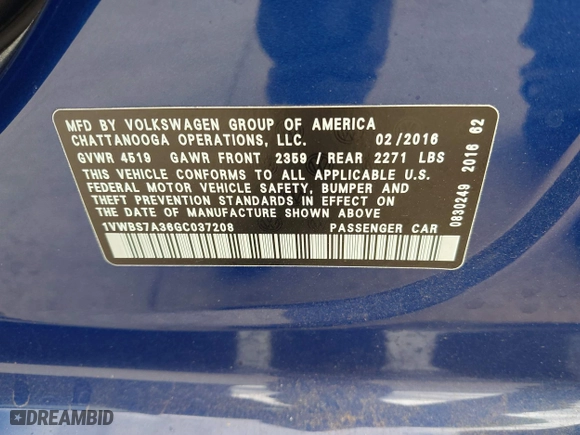 MFD BY VOLKSWAGEN GROUP OF AMERICA
CHATTANOOGA OPERATIONS, LLC. 02/2016
GVWR 4519 GAWR FRONT 2359 / REAR 2271 LBS
THIS VEHICLE CONFORMS TO ALL APPLICABLE U.S.
FEDERAL MOTOR VEHICLE SAFETY, BUMPER AND
THEFT PREVENTION STANDARDS IN EFFECT ON
THE DATE OF MANUFACTURE SHOWN ABOVE
1VWBS7A36GC037208 PASSENGER CAR
0830249 2016 62
DREAMBID